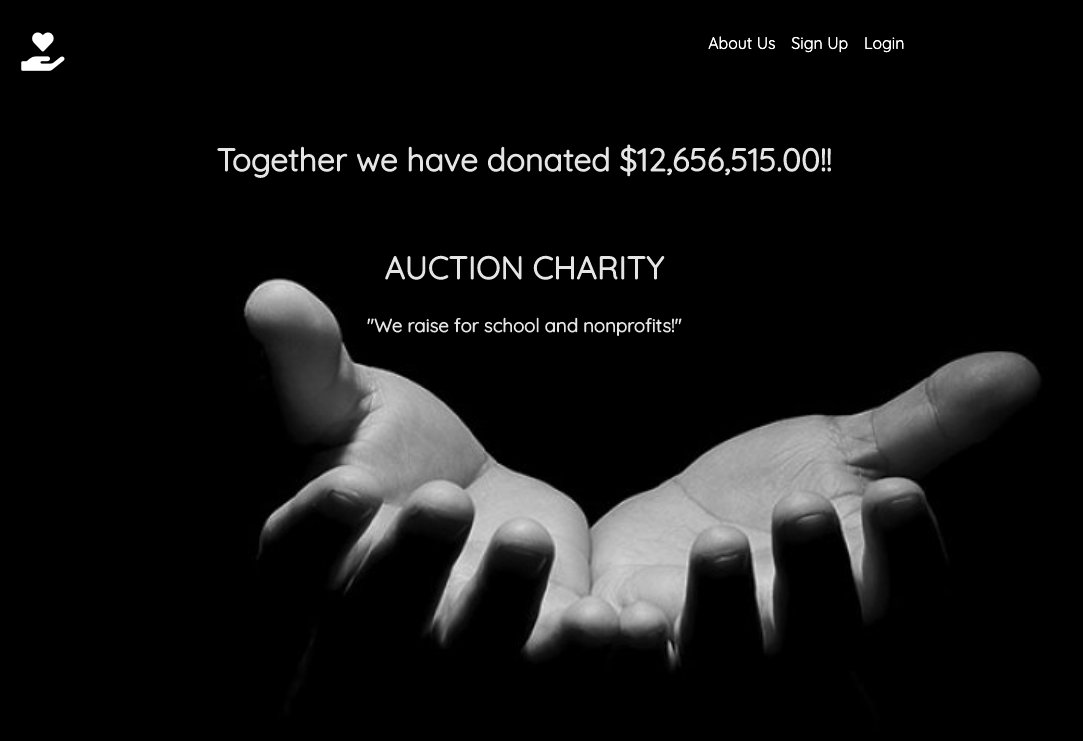 About Us Sign Up Login
Together we have donated $12,656,515.00!!
AUCTION CHARITY
"We raise for school and nonprofits!"